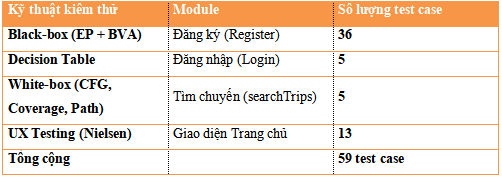 Kỹ thuật kiểm thử Module Số lượng test case
Black-box (EP + BVA) Đăng ký (Register) 36
Decision Table Đăng nhập (Login) 5
White-box (CFG,
Coverage, Path) Tìm chuyến (searchTrips) 5
UX Testing (Nielsen) Giao diện Trang chủ 13
Tổng cộng 59 test case